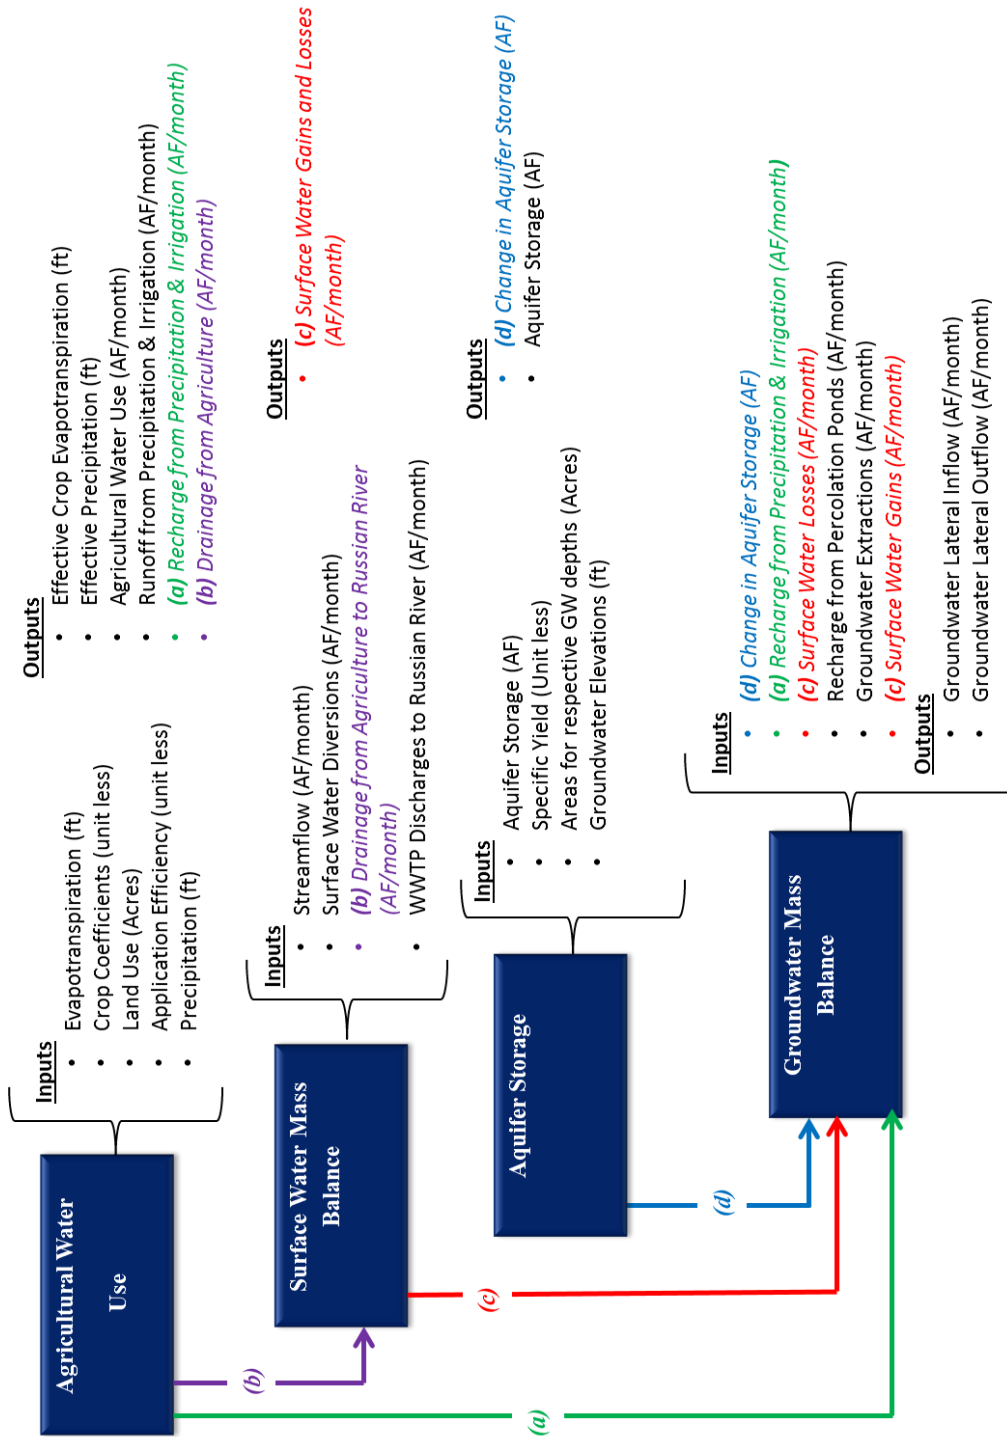 Agricultural Water
Use
Inputs
• Evapotranspiration (ft)
• Crop Coefficients (unit less)
• Land Use (Acres)
• Application Efficiency (unit less)
• Precipitation (ft)
Outputs
• Effective Crop Evapotranspiration (ft)
• Effective Precipitation (ft)
• Agricultural Water Use (AF/month)
• Runoff from Precipitation & Irrigation (AF/month)
• (a) Recharge from Precipitation & Irrigation (AF/month)
• (b) Drainage from Agriculture (AF/month)
(b)
Surface Water Mass
Balance
Inputs
• Streamflow (AF/month)
• Surface Water Diversions (AF/month)
• (b) Drainage from Agriculture to Russian River
(AF/month)
• WWTP Discharges to Russian River (AF/month)
Outputs
• (c) Surface Water Gains and Losses
(AF/month)
(c)
(a)
Aquifer Storage
Inputs
• Aquifer Storage (AF)
• Specific Yield (Unit less)
• Areas for respective GW depths (Acres)
• Groundwater Elevations (ft)
Outputs
• (d) Change in Aquifer Storage (AF)
• Aquifer Storage (AF)
(d)
Groundwater Mass
Balance
Inputs
• (d) Change in Aquifer Storage (AF)
• (a) Recharge from Precipitation & Irrigation (AF/month)
• (c) Surface Water Losses (AF/month)
• Recharge from Percolation Ponds (AF/month)
• Groundwater Extractions (AF/month)
• (c) Surface Water Gains (AF/month)
Outputs
• Groundwater Lateral Inflow (AF/month)
• Groundwater Lateral Outflow (AF/month)